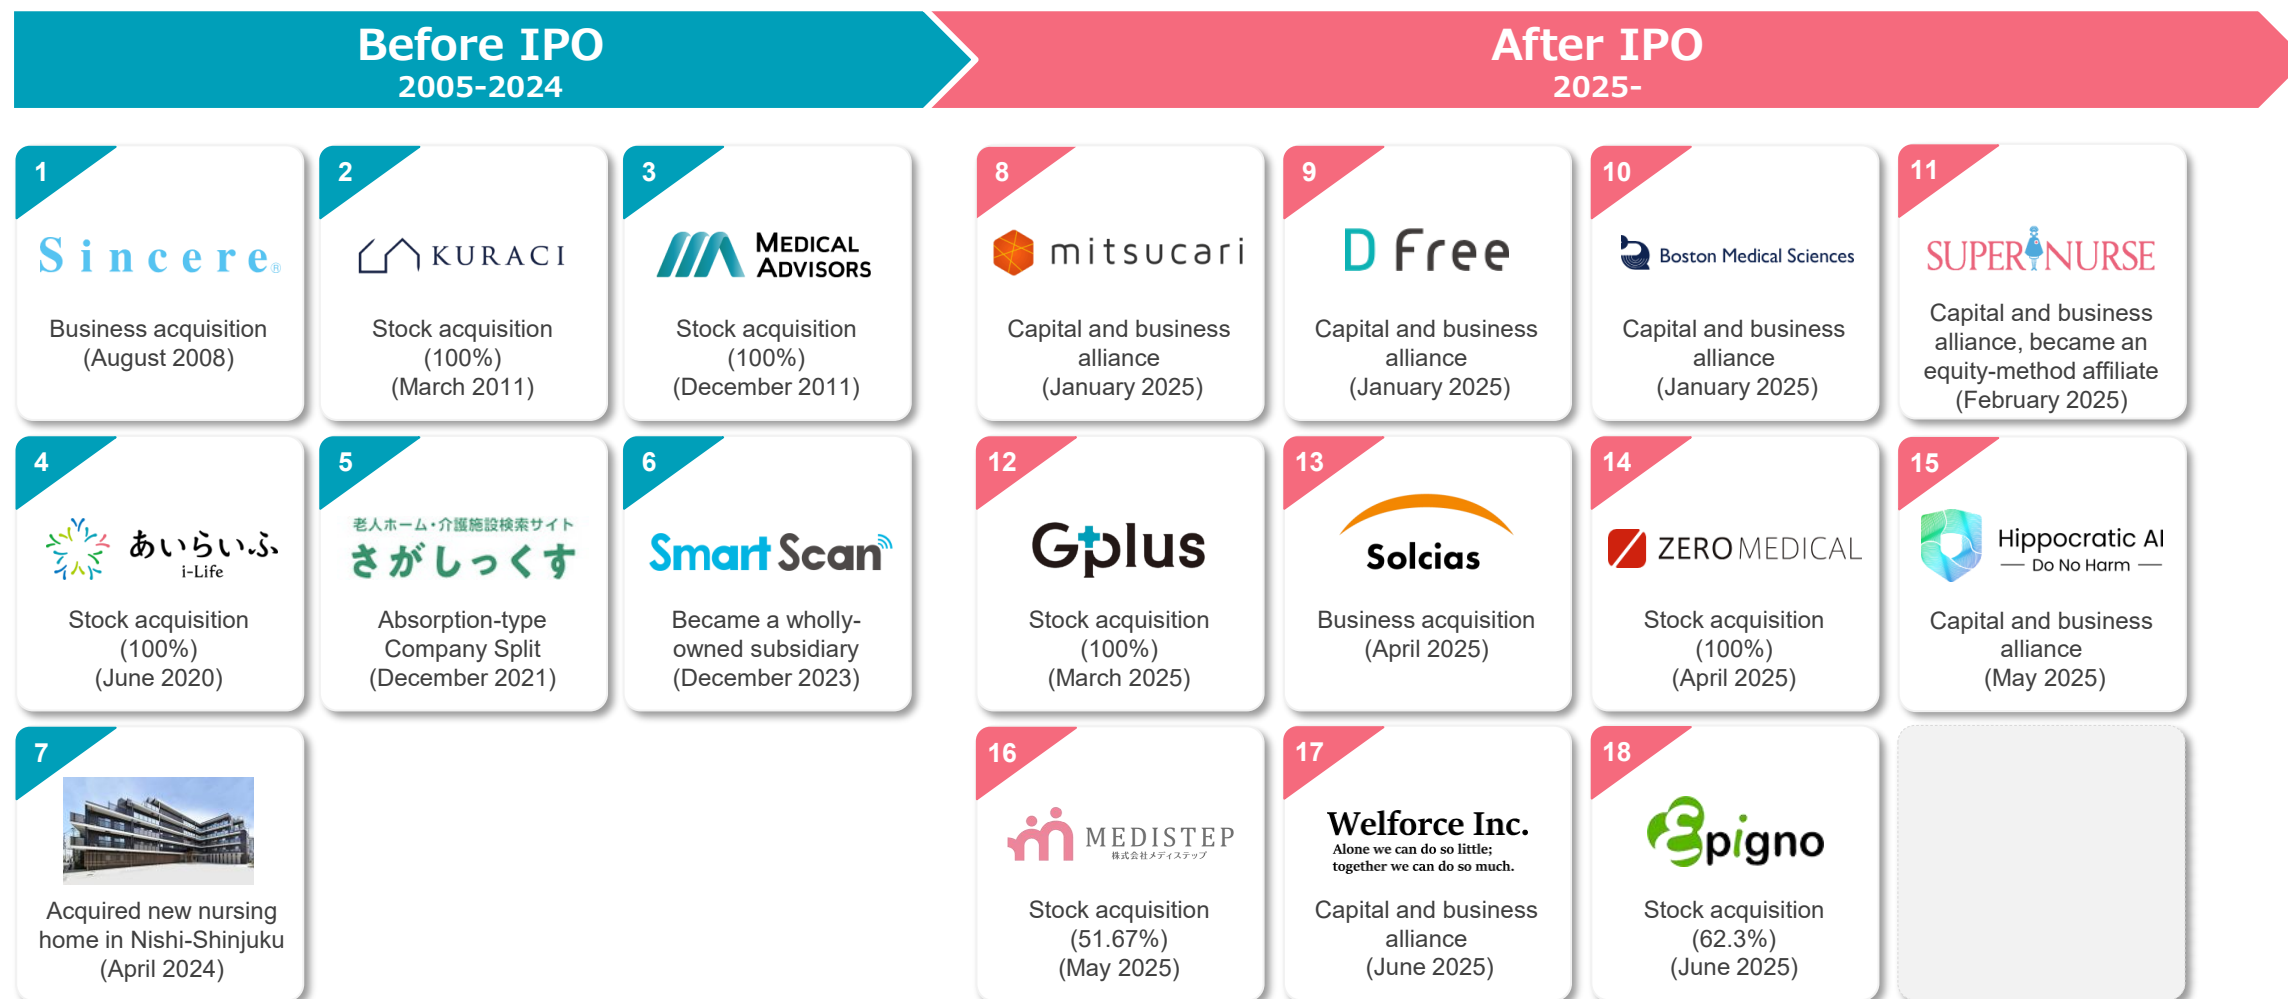 Before IPO
2005-2024
After IPO
2025-
1
Sincere®
Business acquisition
(August 2008)
2
KURACI
Stock acquisition
(100%)
(March 2011)
3
MEDICAL
ADVISORS
Stock acquisition
(100%)
(December 2011)
8
mitsucari
Capital and business
alliance
(January 2025)
9
D Free
Capital and business
alliance
(January 2025)
10
Boston Medical Sciences
Capital and business
alliance
(January 2025)
11
SUPER NURSE
Capital and business
alliance, became an
equity-method affiliate
(February 2025)
4
あいらいふ
i-Life
Stock acquisition
(100%)
(June 2020)
5
老人ホーム・介護施設検索サイト
さがしっくす
Absorption-type
Company Split
(December 2021)
6
Smart Scan
Became a wholly-
owned subsidiary
(December 2023)
12
Gplus
Stock acquisition
(100%)
(March 2025)
13
Solcias
Business acquisition
(April 2025)
14
ZERO MEDICAL
Stock acquisition
(100%)
(April 2025)
15
Hippocratic AI
Do No Harm
Capital and business
alliance
(May 2025)
7
Acquired new nursing
home in Nishi-Shinjuku
(April 2024)
16
MEDISTEP
株式会社メディステップ
Stock acquisition
(51.67%)
(May 2025)
17
Welforce Inc.
Alone we can do so little;
together we can do so much.
Capital and business
alliance
(June 2025)
18
Epigno
Stock acquisition
(62.3%)
(June 2025)